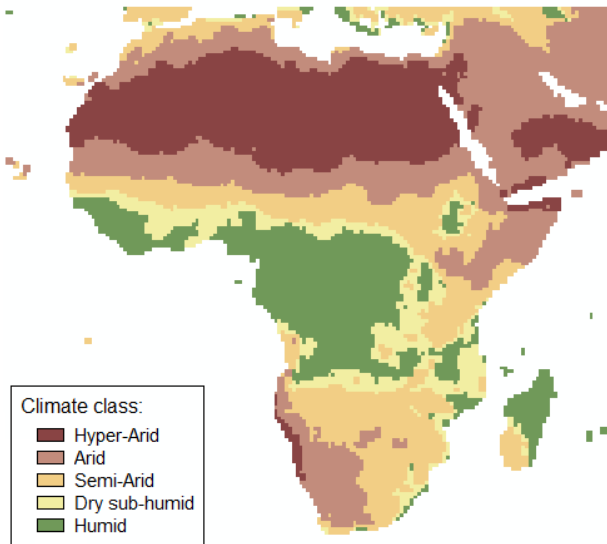 Climate class:
Hyper-Arid
Arid
Semi-Arid
Dry sub-humid
Humid